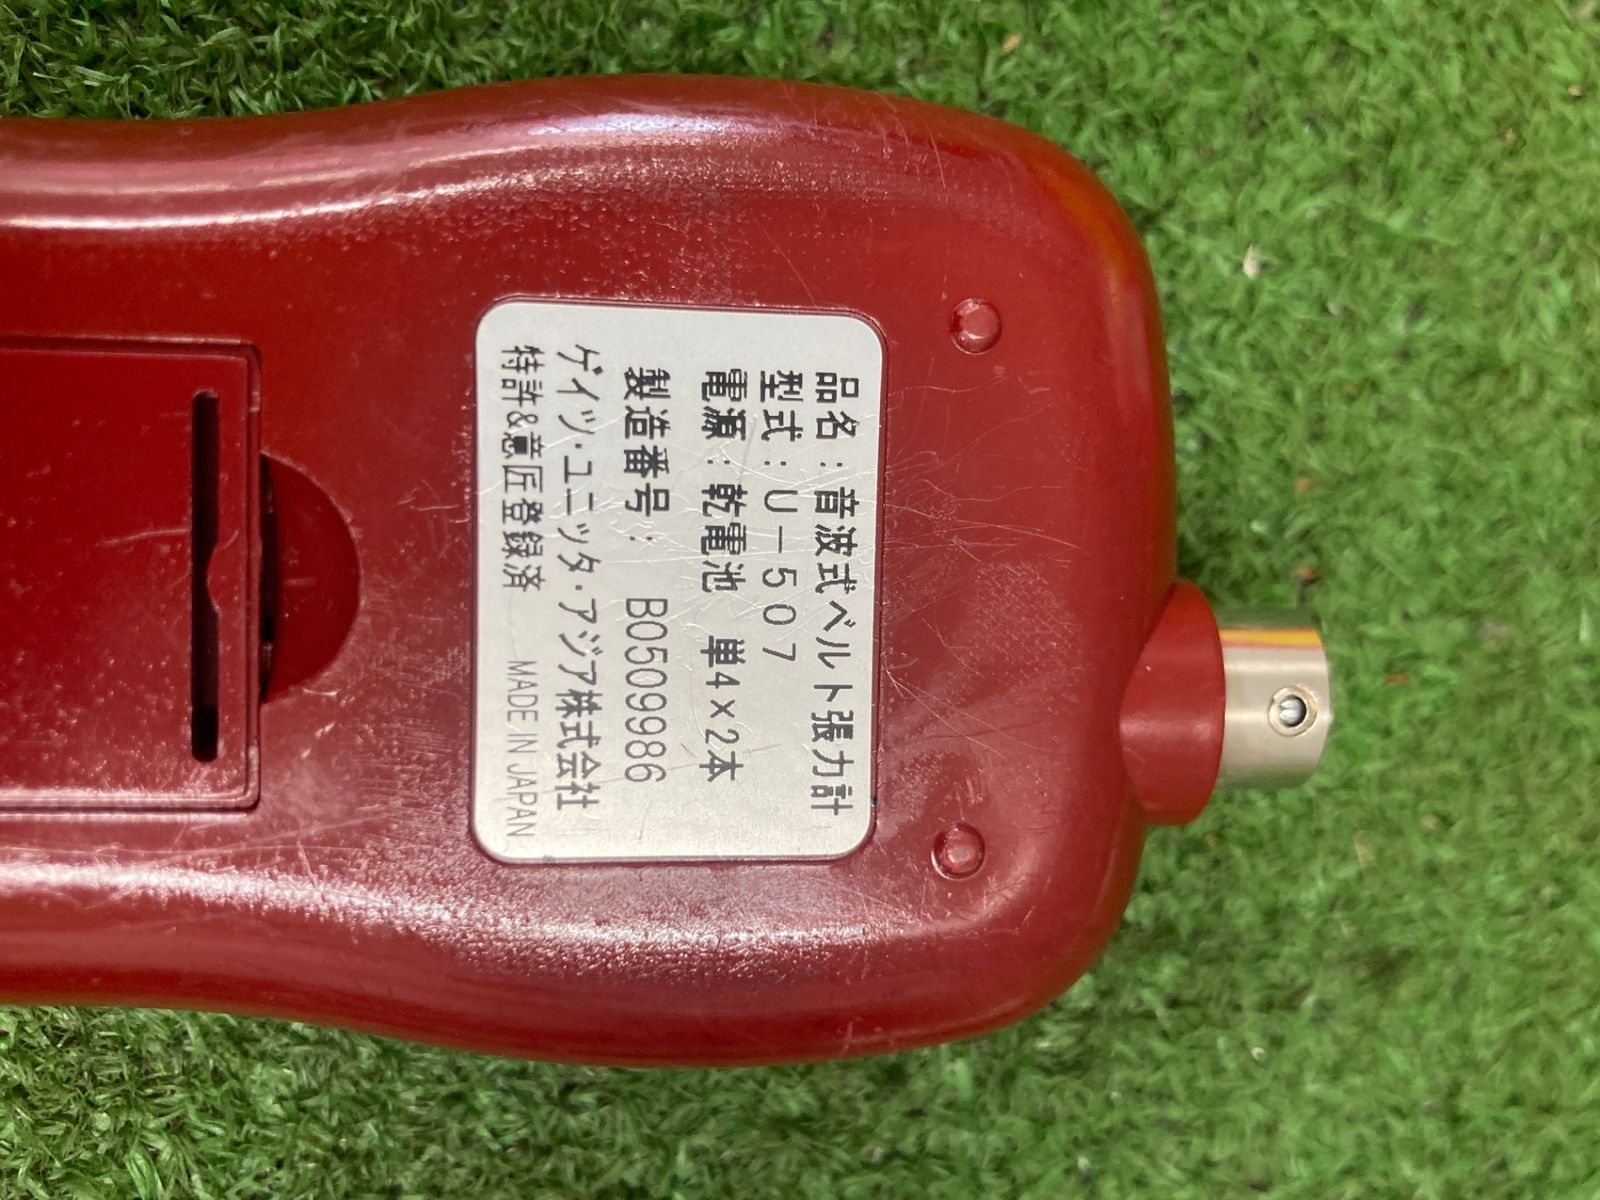 品名：音波式ベルト張力計
型式：U－507
電源：乾電池 単4×2本
製造番号： B0509986
ゲイツ・ユニッタ・アジア株式会社
特許&意匠登録済 MADE IN JAPAN